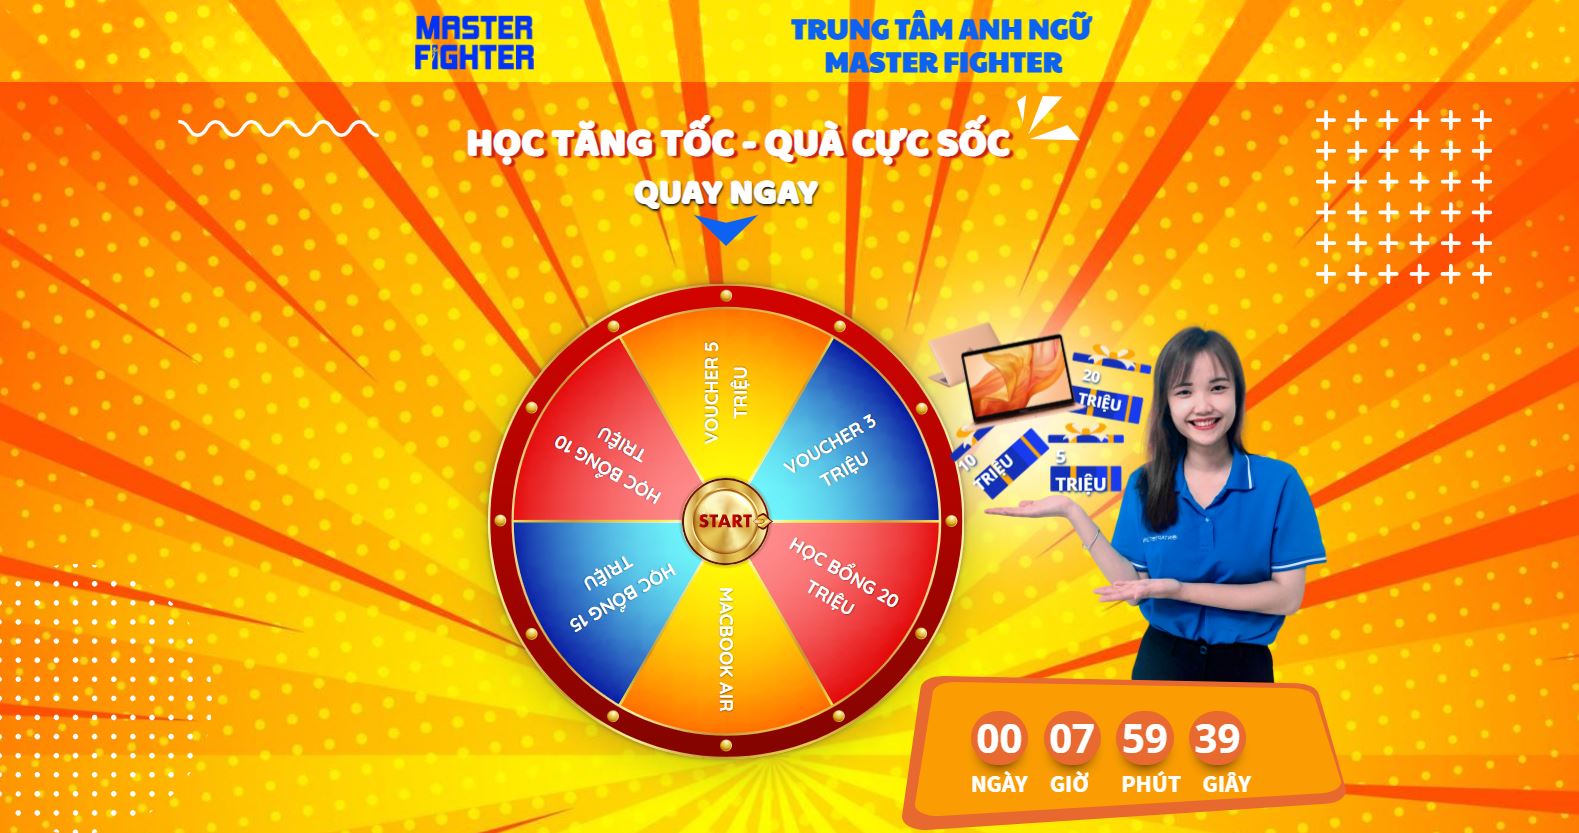 MASTER
FIGHTER
TRUNG TÂM ANH NGỮ
MASTER FIGHTER
HỌC TĂNG TỐC - QUÀ CỰC SỐC
QUAY NGAY
VOUCHER 5
TRIỆU
VOUCHER 3
TRIỆU
HỌC BỔNG 20
TRIỆU
MACBOOK AIR
HỌC BỔNG 15
TRIỆU
HỌC BỔNG 10
TRIỆU
START
20
TRIỆU
10
TRIỆU
5
TRIỆU
00 07 59 39
NGÀY GIỜ PHÚT GIÂY